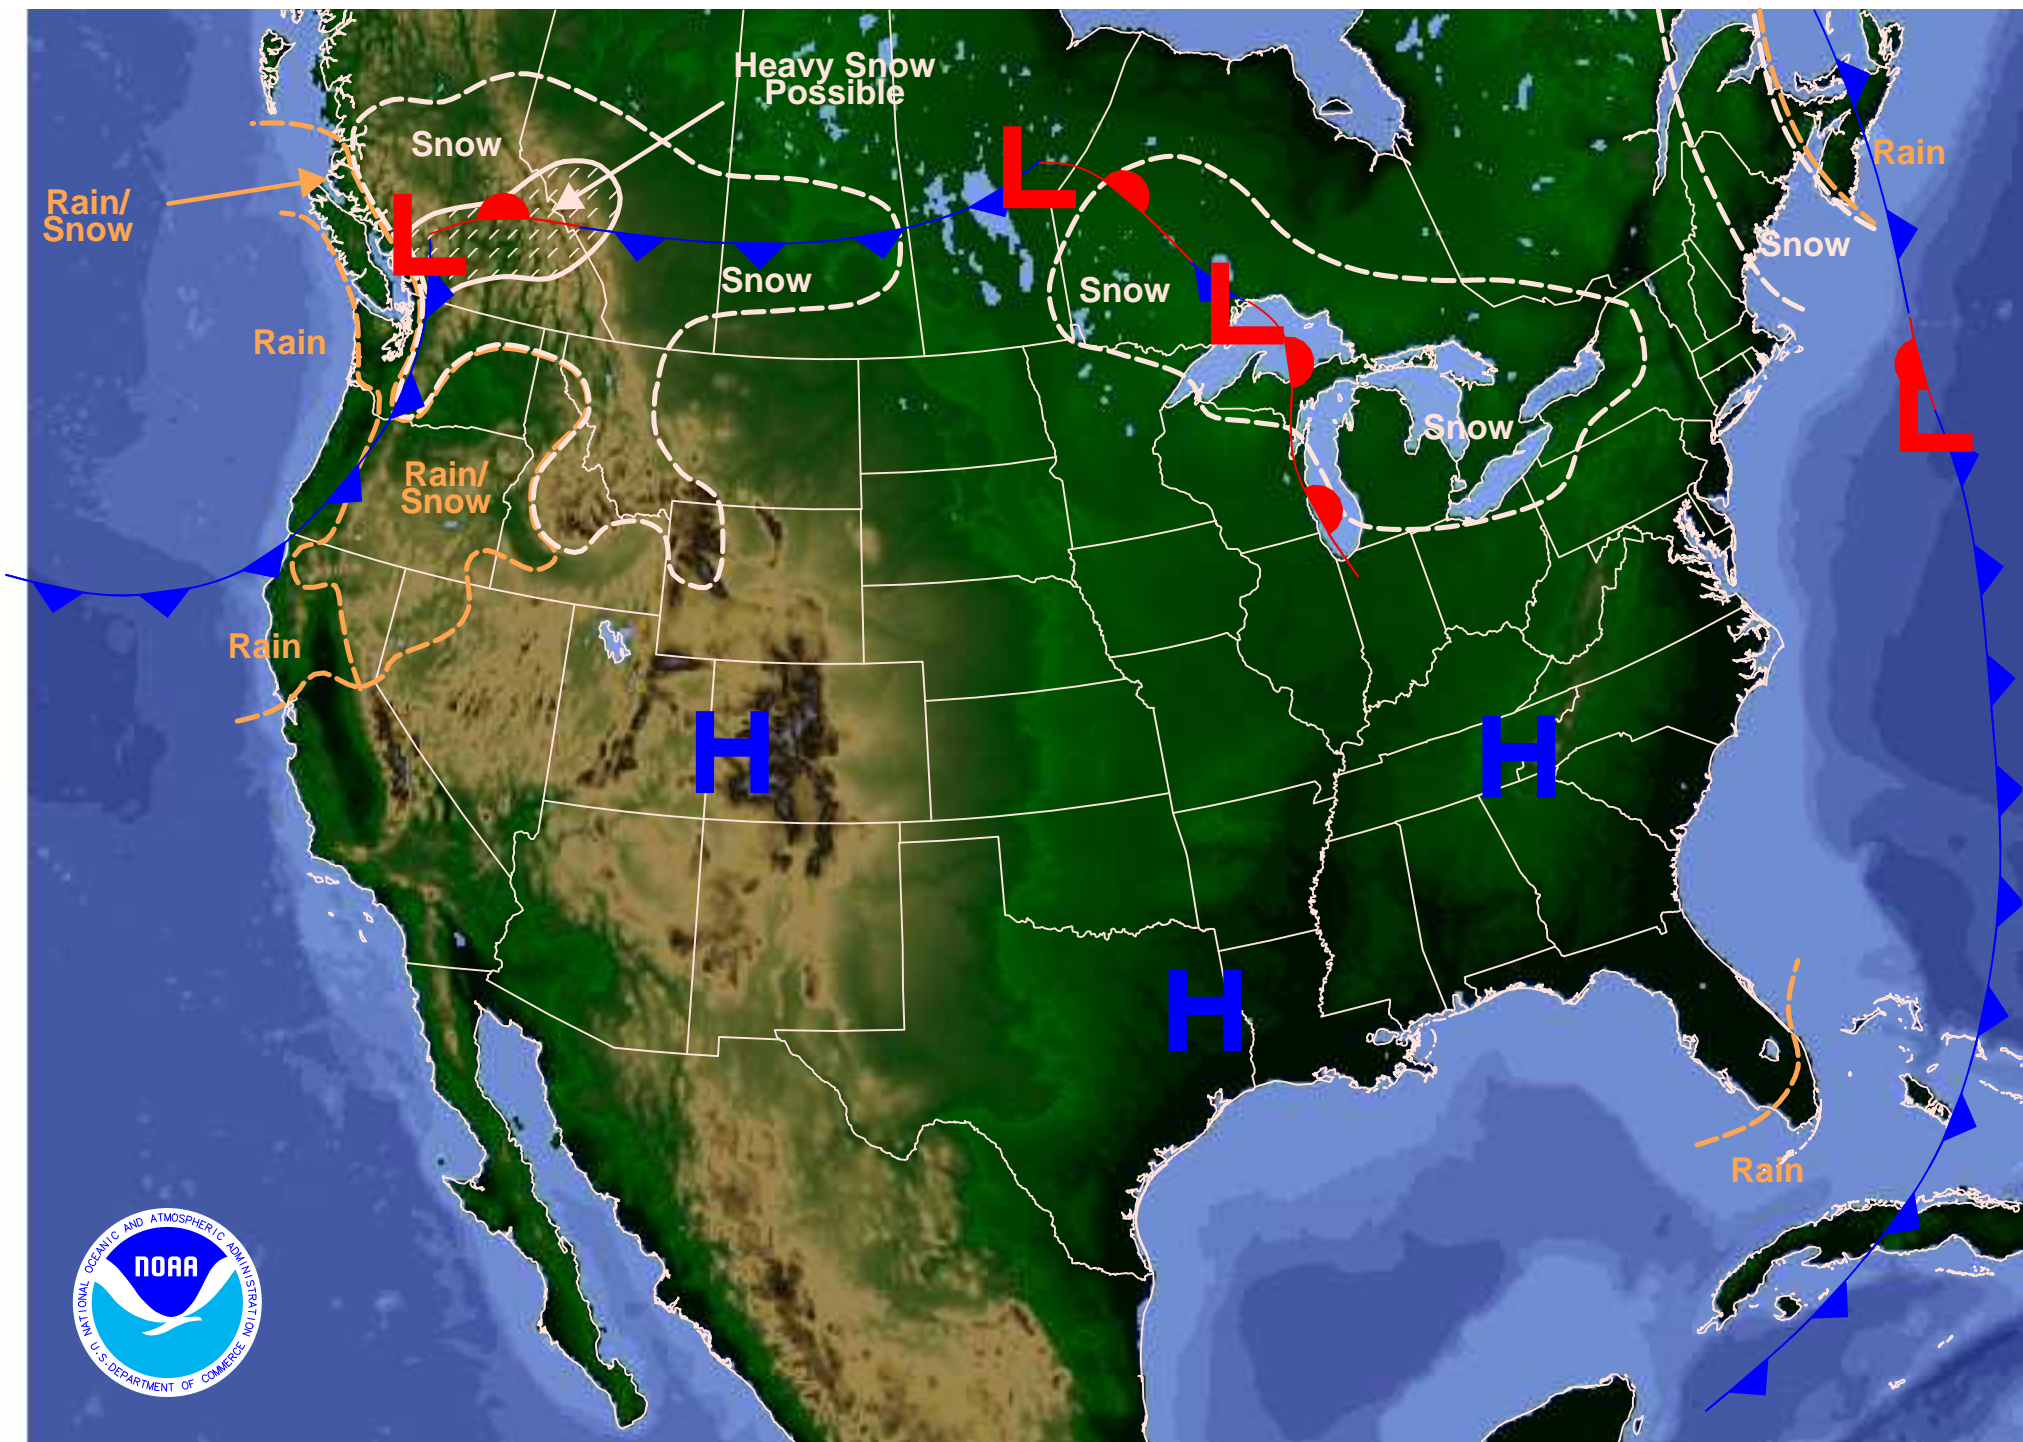 Heavy Snow
Possible
Snow
Rain
Rain/
Snow
L
L
Snow
Snow
Snow
L
Rain
L
Snow
Rain/
Snow
Rain
H
H
H
Rain
NATIONAL OCEANIC AND ATMOSPHERIC ADMINISTRATION
NOAA
U.S. DEPARTMENT OF COMMERCE